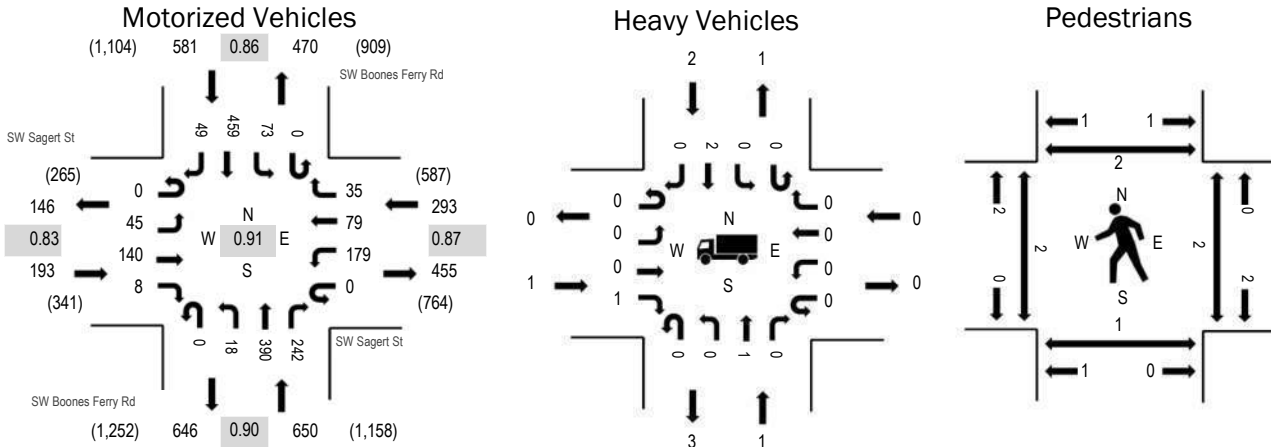 Motorized Vehicles
(1,104) 581 0.86 470 (909)
SW Boones Ferry Rd
SW Sagert St
49 459 73 0
(265)
146
0.83
193
(341)
0
45
140
8
N
W 0.91 E
S
35
79
179
0
(587)
293
0.87
455
(764)
0 18 390 242
SW Sagert St
SW Boones Ferry Rd
(1,252) 646 0.90 650 (1,158)
Heavy Vehicles
2 1
0 2 0 0
0
1
0
0
0
1
N
W E
S
0
0
0
0
0
0
0 0 1 0
3 1
Pedestrians
1 1
2
2
0
2
N
W E
S
2
0
2
1
1 0